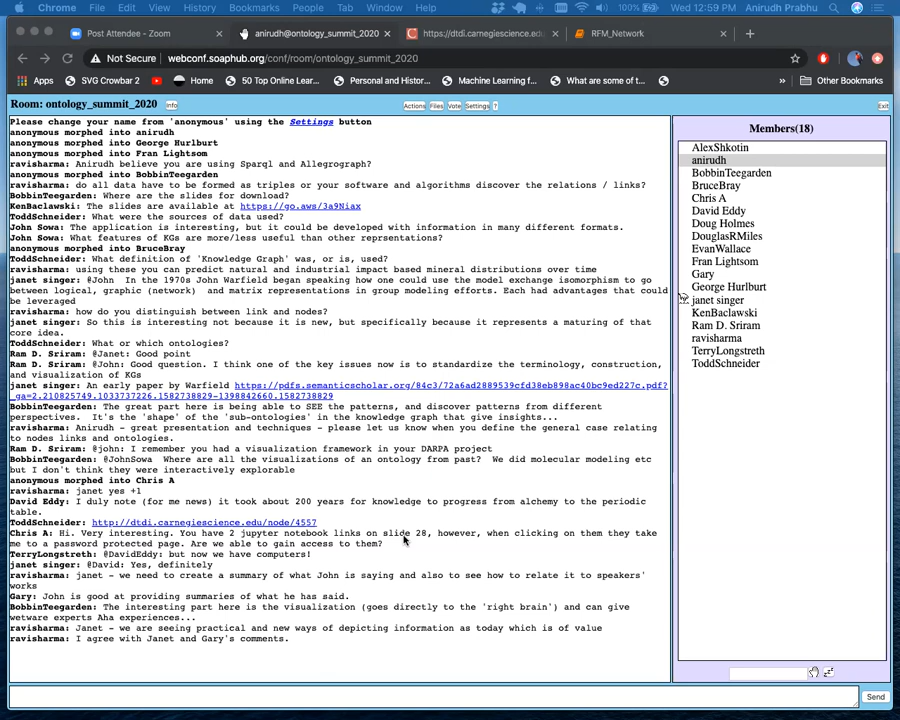 Chrome File Edit View History Bookmarks People Tab Window Help 100% Wed 12:59 PM Anirudh Prabhu
Post Attendee - Zoom × anirudh@ontology_summit_2020 × https://dtdi.carnegiescience.edu × RFM_Network × +
Not Secure webconf.soaphub.org/conf/room/ontology_summit_2020
Apps SVG Crowbar 2 Home 50 Top Online Lear... Personal and Histor... Machine Learning f... What are some of t... » Other Bookmarks
Room: ontology_summit_2020 Info Actions Files Vote Settings ? Exit
Please change your name from 'anonymous' using the Settings button
anonymous morphed into anirudh
anonymous morphed into George Hurlburt
anonymous morphed into Fran Lightsom
ravisharma: Anirudh believe you are using Sparql and Allegrograph?
anonymous morphed into BobbinTeegarden
ravisharma: do all data have to be formed as triples or your software and algorithms discover the relations / links?
BobbinTeegarden: Where are the slides for download?
KenBaclawski: The slides are available at https://go.aws/3a9Niax
ToddSchneider: What were the sources of data used?
John Sowa: The application is interesting, but it could be developed with information in many different formats.
John Sowa: What features of KGs are more/less useful than other reprsentations?
anonymous morphed into BruceBray
ToddSchneider: What definition of 'Knowledge Graph' was, or is, used?
ravisharma: using these you can predict natural and industrial impact based mineral distributions over time
janet singer: @John In the 1970s John Warfield began speaking how one could use the model exchange isomorphism to go
between logical, graphic (network) and matrix representations in group modeling efforts. Each had advantages that could
be leveraged
ravisharma: how do you distinguish between link and nodes?
janet singer: So this is interesting not because it is new, but specifically because it represents a maturing of that
core idea.
ToddSchneider: What or which ontologies?
Ram D. Sriram: @Janet: Good point
Ram D. Sriram: @John: Good question. I think one of the key issues now is to standardize the terminology, construction,
and visualization of KGs
janet singer: An early paper by Warfield https://pdfs.semanticscholar.org/84c3/72a6ad2889539cfd38eb898ac40bc9ed227c.pdf?
_ga=2.210825749.1033737226.1582738829-1398842660.1582738829
BobbinTeegarden: The great part here is being able to SEE the patterns, and discover patterns from different
perspectives. It's the 'shape' of the 'sub-ontologies' in the knowledge graph that give insights...
ravisharma: Anirudh - great presentation and techniques - please let us know when you define the general case relating
to nodes links and ontologies.
Ram D. Sriram: @john: I remember you had a visualization framework in your DARPA project
BobbinTeegarden: @JohnSowa Where are all the visualizations of an ontology from past? We did molecular modeling etc
but I don't think they were interactively explorable
anonymous morphed into Chris A
ravisharma: janet yes +1
David Eddy: I duly note (for me news) it took about 200 years for knowledge to progress from alchemy to the periodic
table.
ToddSchneider: http://dtdi.carnegiescience.edu/node/4557
Chris A: Hi. Very interesting. You have 2 jupyter notebook links on slide 28, however, when clicking on them they take
me to a password protected page. Are we able to gain access to them?
TerryLongstreth: @DavidEddy: but now we have computers!
janet singer: @David: Yes, definitely
ravisharma: janet - we need to create a summary of what John is saying and also to see how to relate it to speakers'
works
Gary: John is good at providing summaries of what he has said.
BobbinTeegarden: The interesting part here is the visualization (goes directly to the 'right brain') and can give
wetware experts Aha experiences...
ravisharma: Janet - we are seeing practical and new ways of depicting information as today which is of value
ravisharma: I agree with Janet and Gary's comments.
Members(18)
AlexShkotin
anirudh
BobbinTeegarden
BruceBray
Chris A
David Eddy
Doug Holmes
DouglasRMiles
EvanWallace
Fran Lightsom
Gary
George Hurlburt
janet singer
KenBaclawski
Ram D. Sriram
ravisharma
TerryLongstreth
ToddSchneider
Send